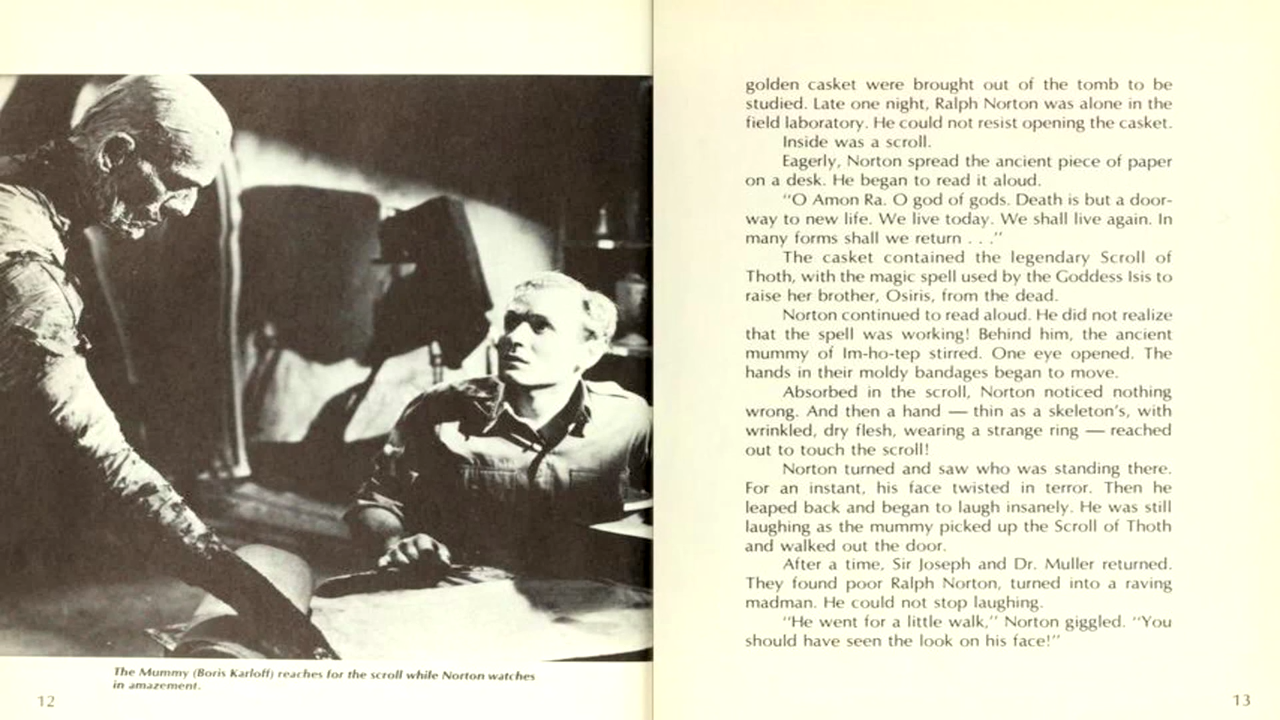 The Mummy (Boris Karloff) reaches for the scroll while Norton watches
in amazement.
12
golden casket were brought out of the tomb to be
studied. Late one night, Ralph Norton was alone in the
field laboratory. He could not resist opening the casket.
Inside was a scroll.
Eagerly, Norton spread the ancient piece of paper
on a desk. He began to read it aloud.
"O Amon Ra. O god of gods. Death is but a door-
way to new life. We live today. We shall live again. In
many forms shall we return . . ."
The casket contained the legendary Scroll of
Thoth, with the magic spell used by the Goddess Isis to
raise her brother, Osiris, from the dead.
Norton continued to read aloud. He did not realize
that the spell was working! Behind him, the ancient
mummy of Im-ho-tep stirred. One eye opened. The
hands in their moldy bandages began to move.
Absorbed in the scroll, Norton noticed nothing
wrong. And then a hand — thin as a skeleton's, with
wrinkled, dry flesh, wearing a strange ring — reached
out to touch the scroll!
Norton turned and saw who was standing there.
For an instant, his face twisted in terror. Then he
leaped back and began to laugh insanely. He was still
laughing as the mummy picked up the Scroll of Thoth
and walked out the door.
After a time, Sir Joseph and Dr. Muller returned.
They found poor Ralph Norton, turned into a raving
madman. He could not stop laughing.
"He went for a little walk," Norton giggled. "You
should have seen the look on his face!"
13